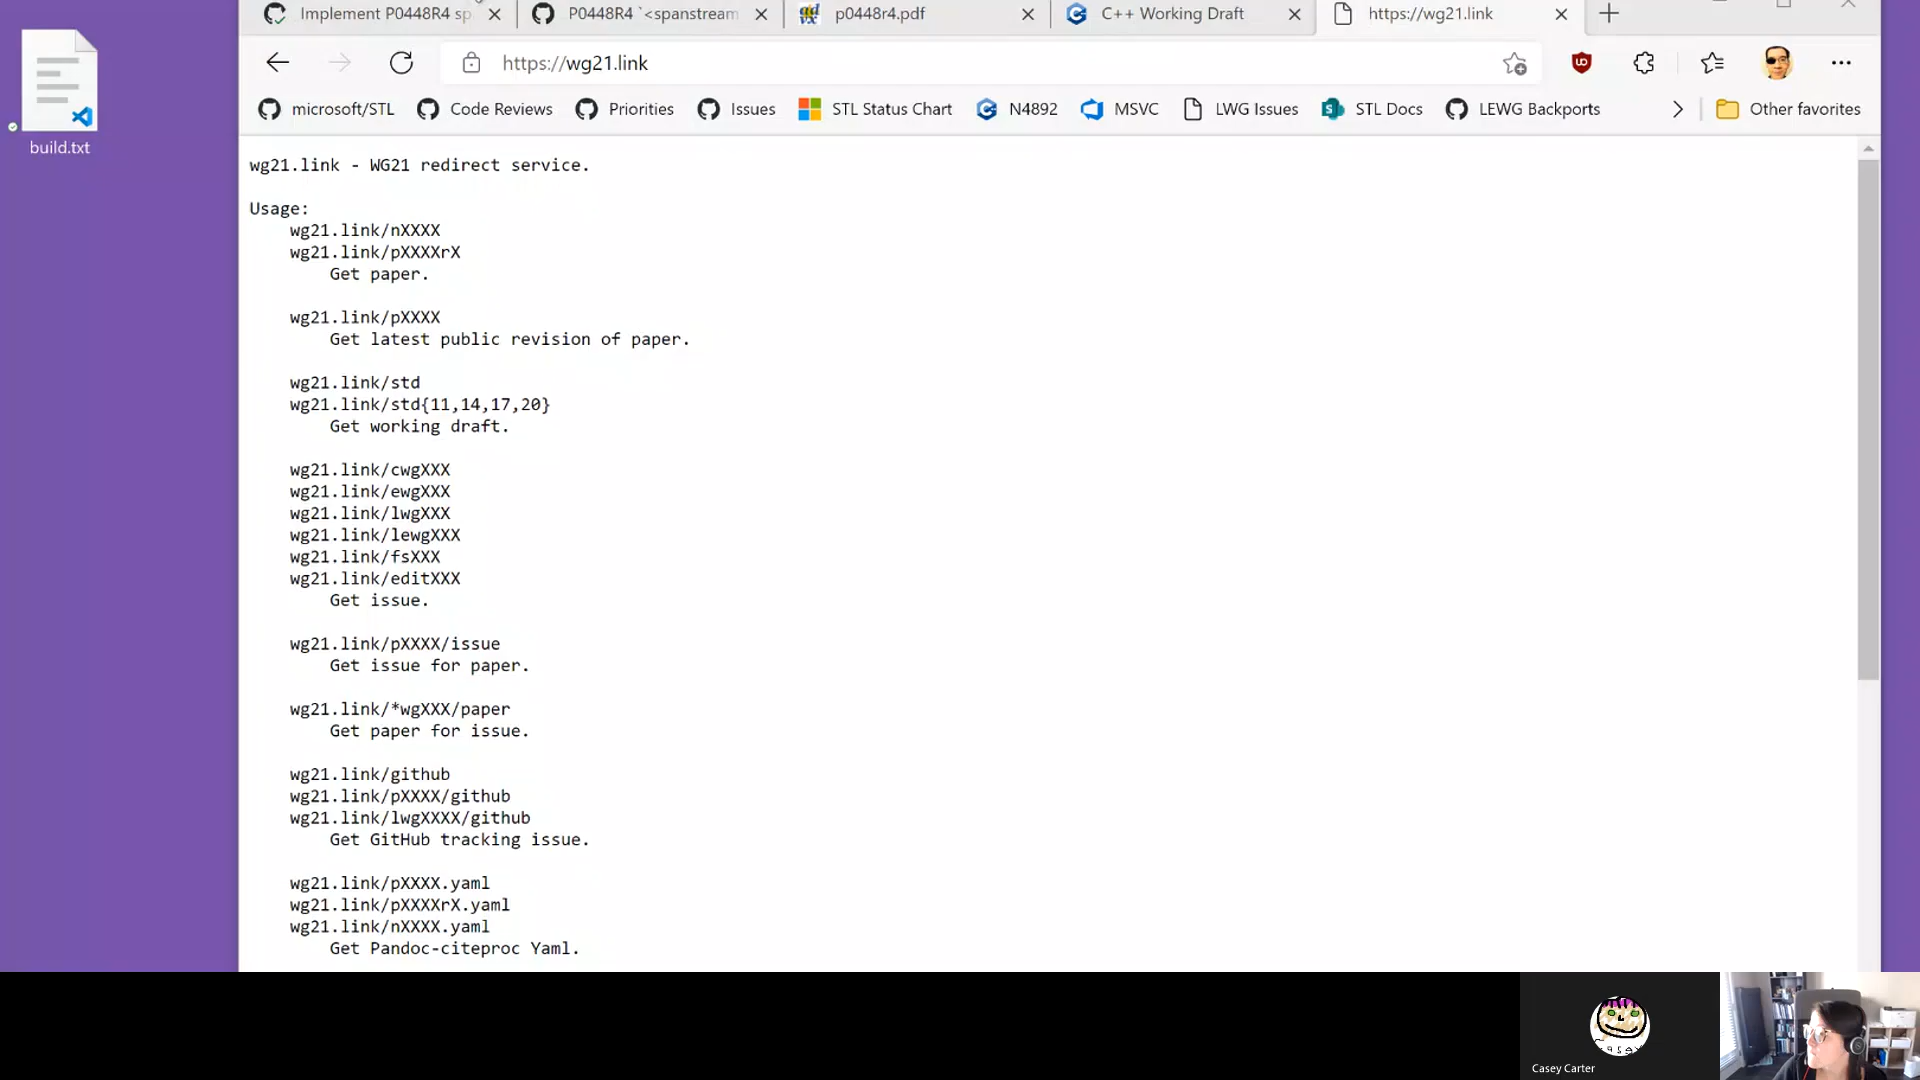 build.txt
Implement P0448R4 sp
P0448R4 `<spanstream
p0448r4.pdf
C++ Working Draft
https://wg21.link
https://wg21.link
microsoft/STL
Code Reviews
Priorities
Issues
STL Status Chart
N4892
MSVC
LWG Issues
STL Docs
LEWG Backports
Other favorites
wg21.link - WG21 redirect service.
Usage:
wg21.link/nXXXX
wg21.link/pXXXXrX
Get paper.
wg21.link/pXXXX
Get latest public revision of paper.
wg21.link/std
wg21.link/std{11,14,17,20}
Get working draft.
wg21.link/cwgXXX
wg21.link/ewgXXX
wg21.link/lwgXXX
wg21.link/lewgXXX
wg21.link/fsXXX
wg21.link/editXXX
Get issue.
wg21.link/pXXXX/issue
Get issue for paper.
wg21.link/*wgXXX/paper
Get paper for issue.
wg21.link/github
wg21.link/pXXXX/github
wg21.link/lwgXXXX/github
Get GitHub tracking issue.
wg21.link/pXXXX.yaml
wg21.link/pXXXXrX.yaml
wg21.link/nXXXX.yaml
Get Pandoc-citeproc Yaml.
Casey Carter